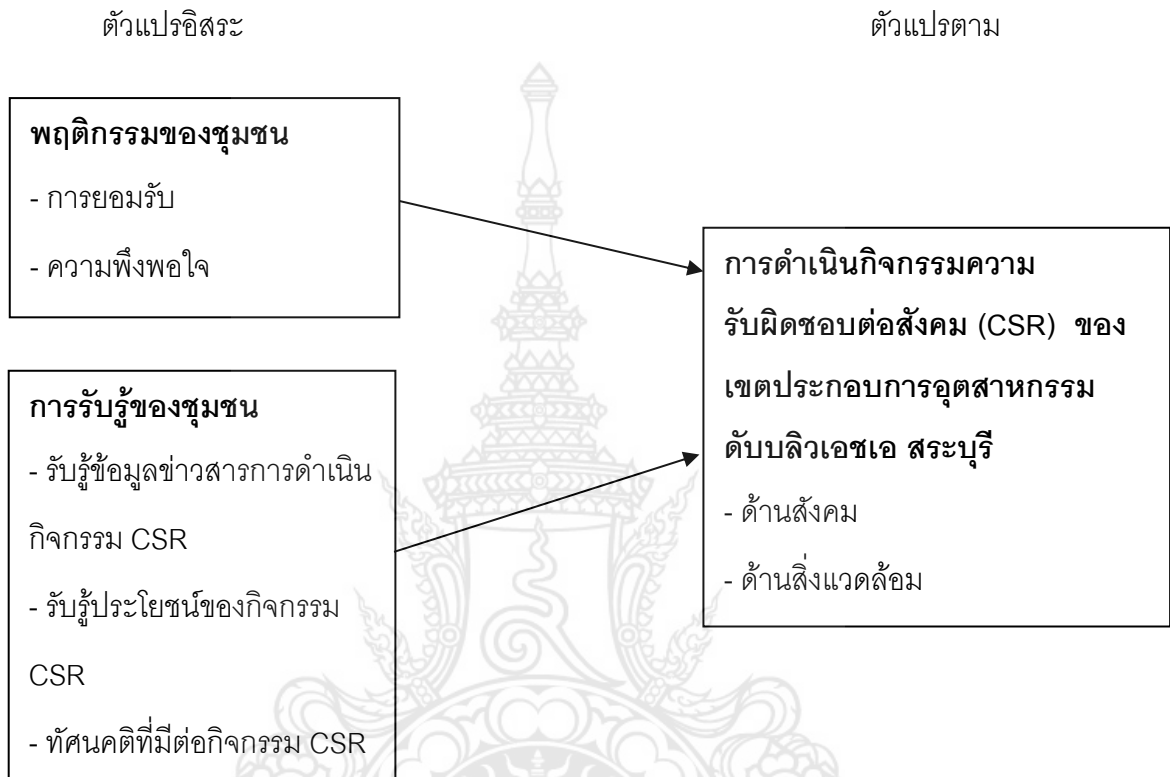 ตัวแปรอิสระ
ตัวแปรตาม
พฤติกรรมของชุมชน
- การยอมรับ
- ความพึงพอใจ
การรับรู้ของชุมชน
- รับรู้ข้อมูลข่าวสารการดำเนิน
กิจกรรม CSR
- รับรู้ประโยชน์ของกิจกรรม
CSR
- ทัศนคติที่มีต่อกิจกรรม CSR
การดำเนินกิจกรรมความ
รับผิดชอบต่อสังคม (CSR) ของ
เขตประกอบการอุตสาหกรรม
ดับบลิวเอชเอ สระบุรี
- ด้านสังคม
- ด้านสิ่งแวดล้อม